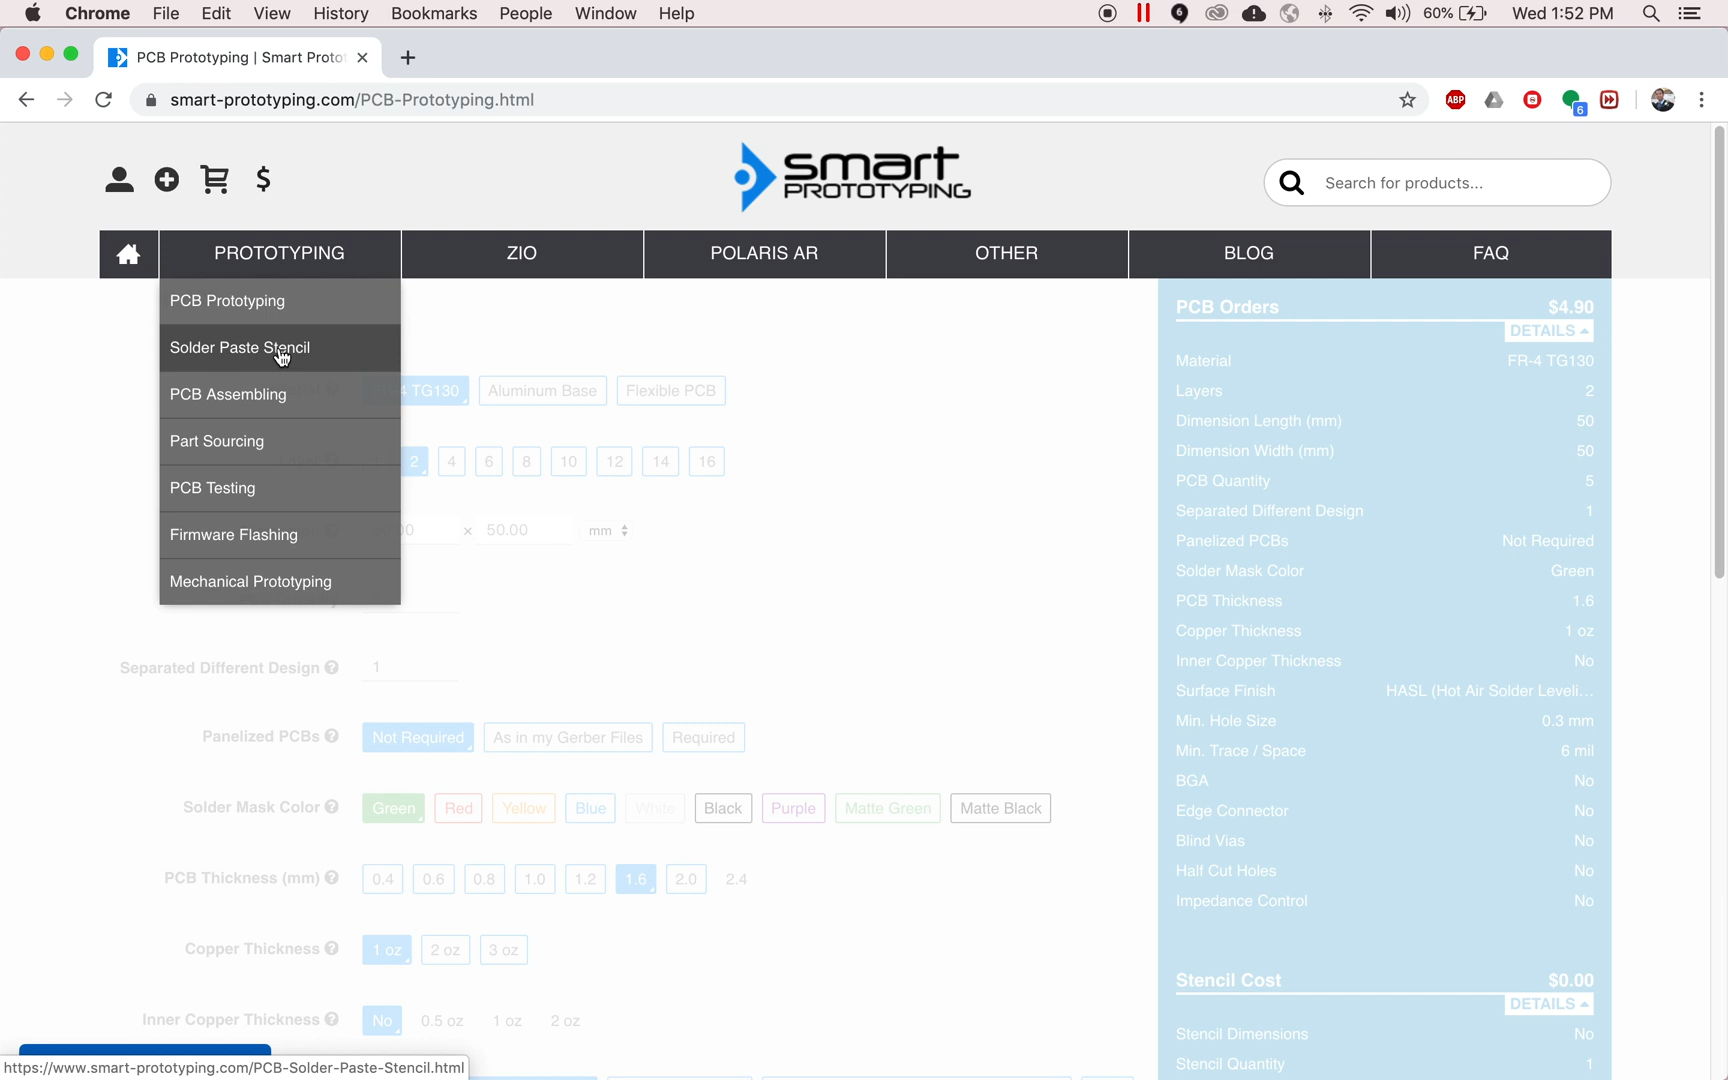 Chrome File Edit View History Bookmarks People Window Help 6 60% Wed 1:52 PM
PCB Prototyping | Smart Proto
smart-prototyping.com/PCB-Prototyping.html ABP 6
smart
PROTOTYPING
Search for products...
PROTOTYPING ZIO POLARIS AR OTHER BLOG FAQ
PCB Prototyping
Solder Paste Stencil
PCB Assembling
Part Sourcing
PCB Testing
Firmware Flashing
Mechanical Prototyping
4 TG130 Aluminum Base Flexible PCB
2 4 6 8 10 12 14 16
00 × 50.00 mm
Separated Different Design ? 1
Panelized PCBs ? Not Required As in my Gerber Files Required
Solder Mask Color ? Green Red Yellow Blue White Black Purple Matte Green Matte Black
PCB Thickness (mm) ? 0.4 0.6 0.8 1.0 1.2 1.6 2.0 2.4
Copper Thickness ? 1 oz 2 oz 3 oz
Inner Copper Thickness ? No 0.5 oz 1 oz 2 oz
PCB Orders $4.90
DETAILS
Material FR-4 TG130
Layers 2
Dimension Length (mm) 50
Dimension Width (mm) 50
PCB Quantity 5
Separated Different Design 1
Panelized PCBs Not Required
Solder Mask Color Green
PCB Thickness 1.6
Copper Thickness 1 oz
Inner Copper Thickness No
Surface Finish HASL (Hot Air Solder Leveli...
Min. Hole Size 0.3 mm
Min. Trace / Space 6 mil
BGA No
Edge Connector No
Blind Vias No
Half Cut Holes No
Impedance Control No
Stencil Cost $0.00
DETAILS
Stencil Dimensions No
Stencil Quantity 1
https://www.smart-prototyping.com/PCB-Solder-Paste-Stencil.html